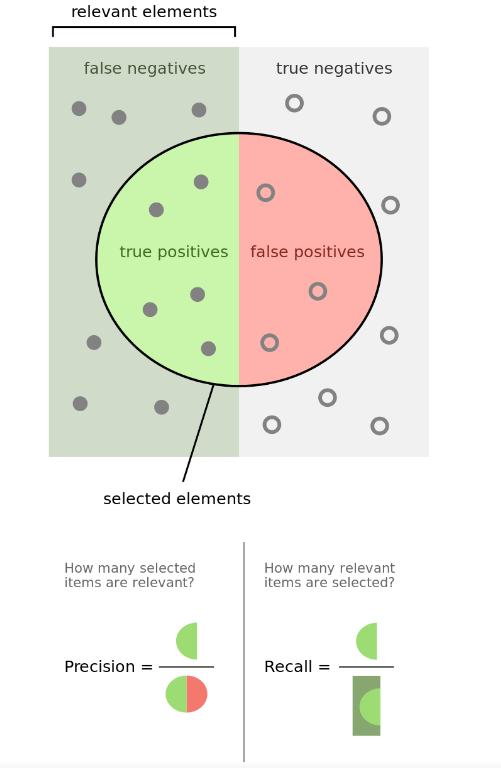 relevant elements
false negatives
true negatives
true positives
false positives
selected elements
How many selected
items are relevant?
How many relevant
items are selected?
Precision =
Recall =